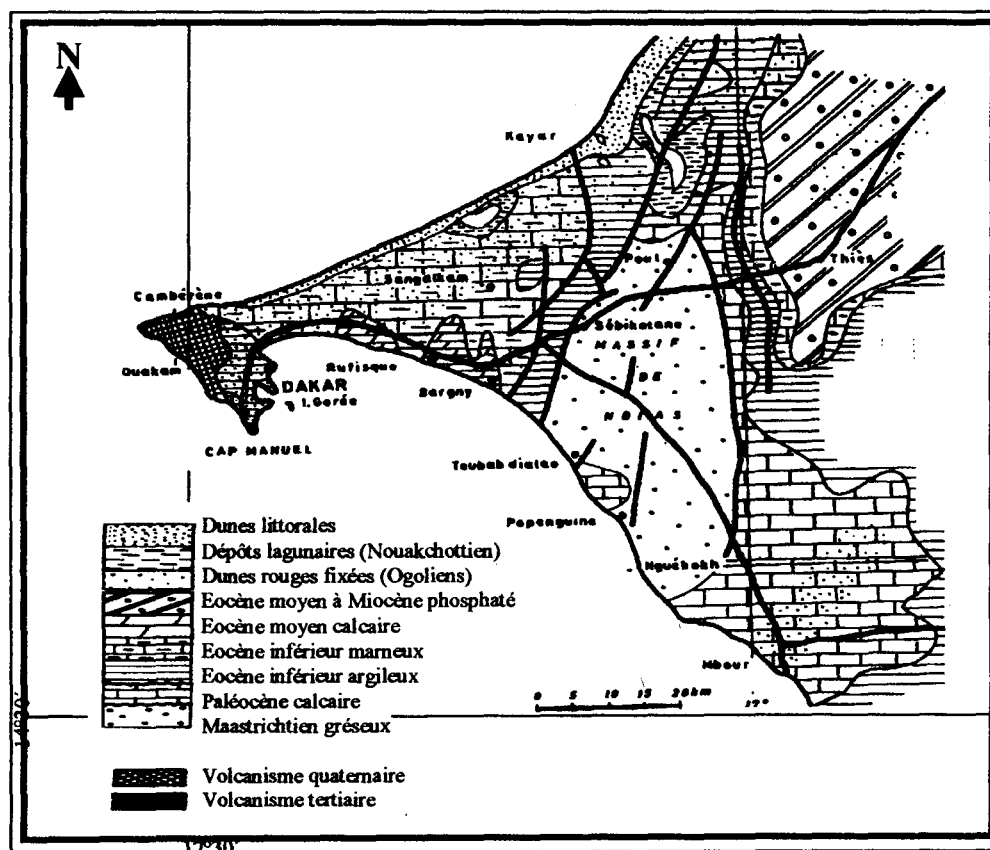 N
Kayar
Pout
Thiès
Sangalkam
Cambérène
Sébikotane
MASSIF
Ouakam
Rufisque
DE
DAKAR
I.Gorée
Bargny
NDIAS
CAP MANUEL
Toubab dialao
Popenguine
Nguékokh
Dunes littorales
Dépôts lagunaires (Nouakchottien)
Dunes rouges fixées (Ogoliens)
Eocène moyen à Miocène phosphaté
Eocène moyen calcaire
Eocène inférieur marneux
Eocène inférieur argileux
Mbour
Paléocène calcaire
0 5 10 15 20km
17°
Maastrichtien gréseux
Volcanisme quaternaire
Volcanisme tertiaire